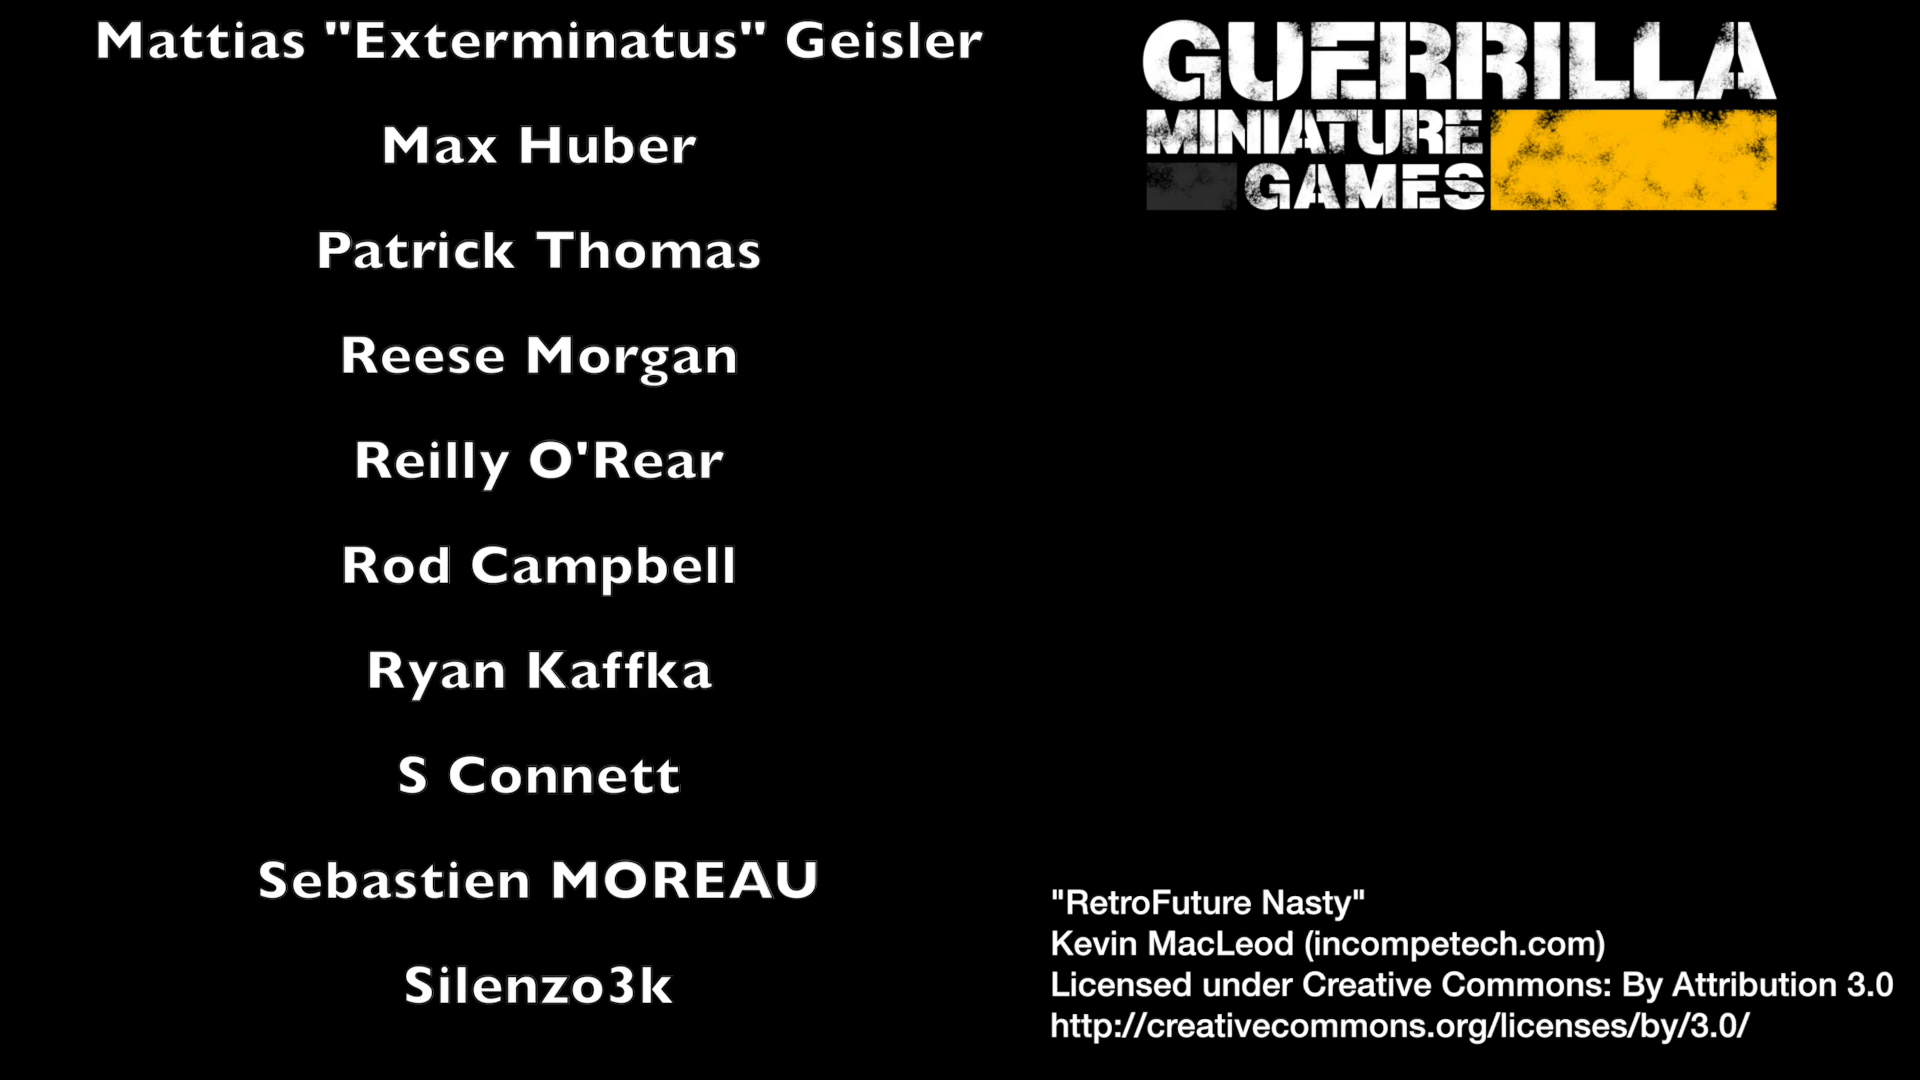 Mattias "Exterminatus" Geisler
Max Huber
Patrick Thomas
Reese Morgan
Reilly O'Rear
Rod Campbell
Ryan Kaffka
S Connett
Sebastien MOREAU
Silenzo3k
GUERRILLA
MINIATURE
GAMES
"RetroFuture Nasty"
Kevin MacLeod (incompetech.com)
Licensed under Creative Commons: By Attribution 3.0
http://creativecommons.org/licenses/by/3.0/